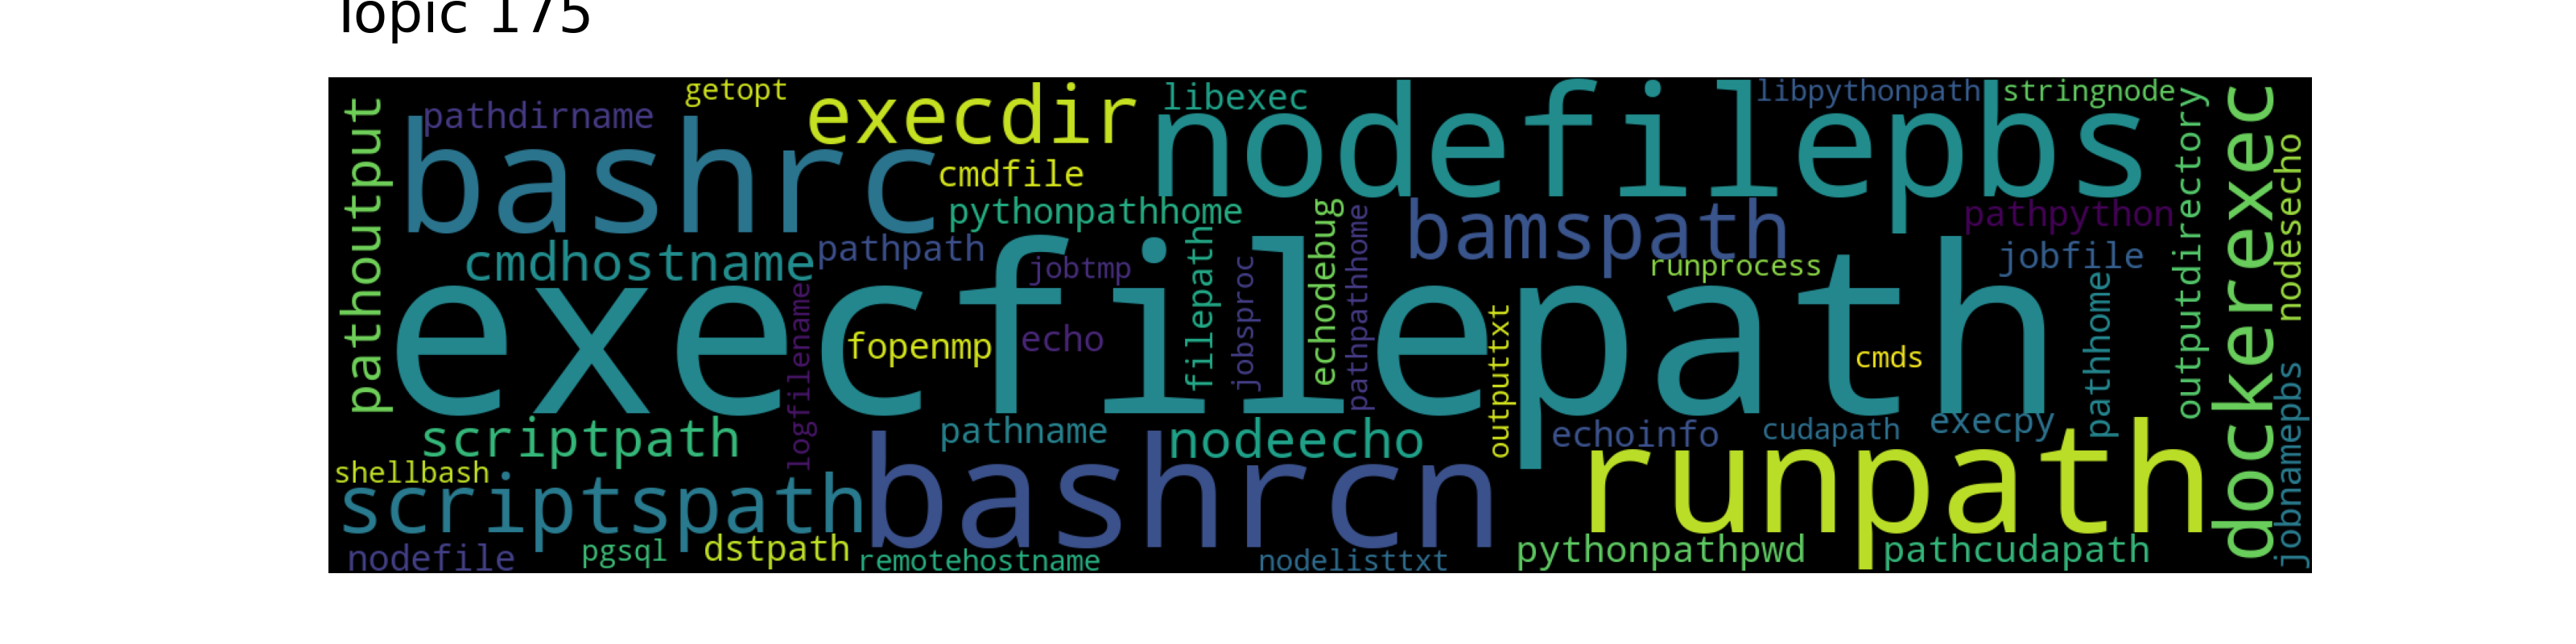 Topic 175
getopt
libexec
libpythonpath
stringnode
pathdirname
execdir
nodefilepbs
bashrc
cmdfile
pathoutput
pythonpathhome
bamspath
pathpython
outputdirectory
dockerexec
nodesecho
cmdhostname
pathpath
jobtmp
filepath
jobsproc
echodebug
pathpathhome
runprocess
jobfile
execfilepath
logfilename
fopenmp
echo
outputtxt
cmds
pathhome
scriptpath
pathname
nodeecho
echoinfo
cudapath
execpy
jobnamepbs
shellbash
scriptspath
bashrcn
runpath
nodefile
pgsql
dstpath
remotehostname
nodelisttxt
pythonpathpwd
pathcudapath